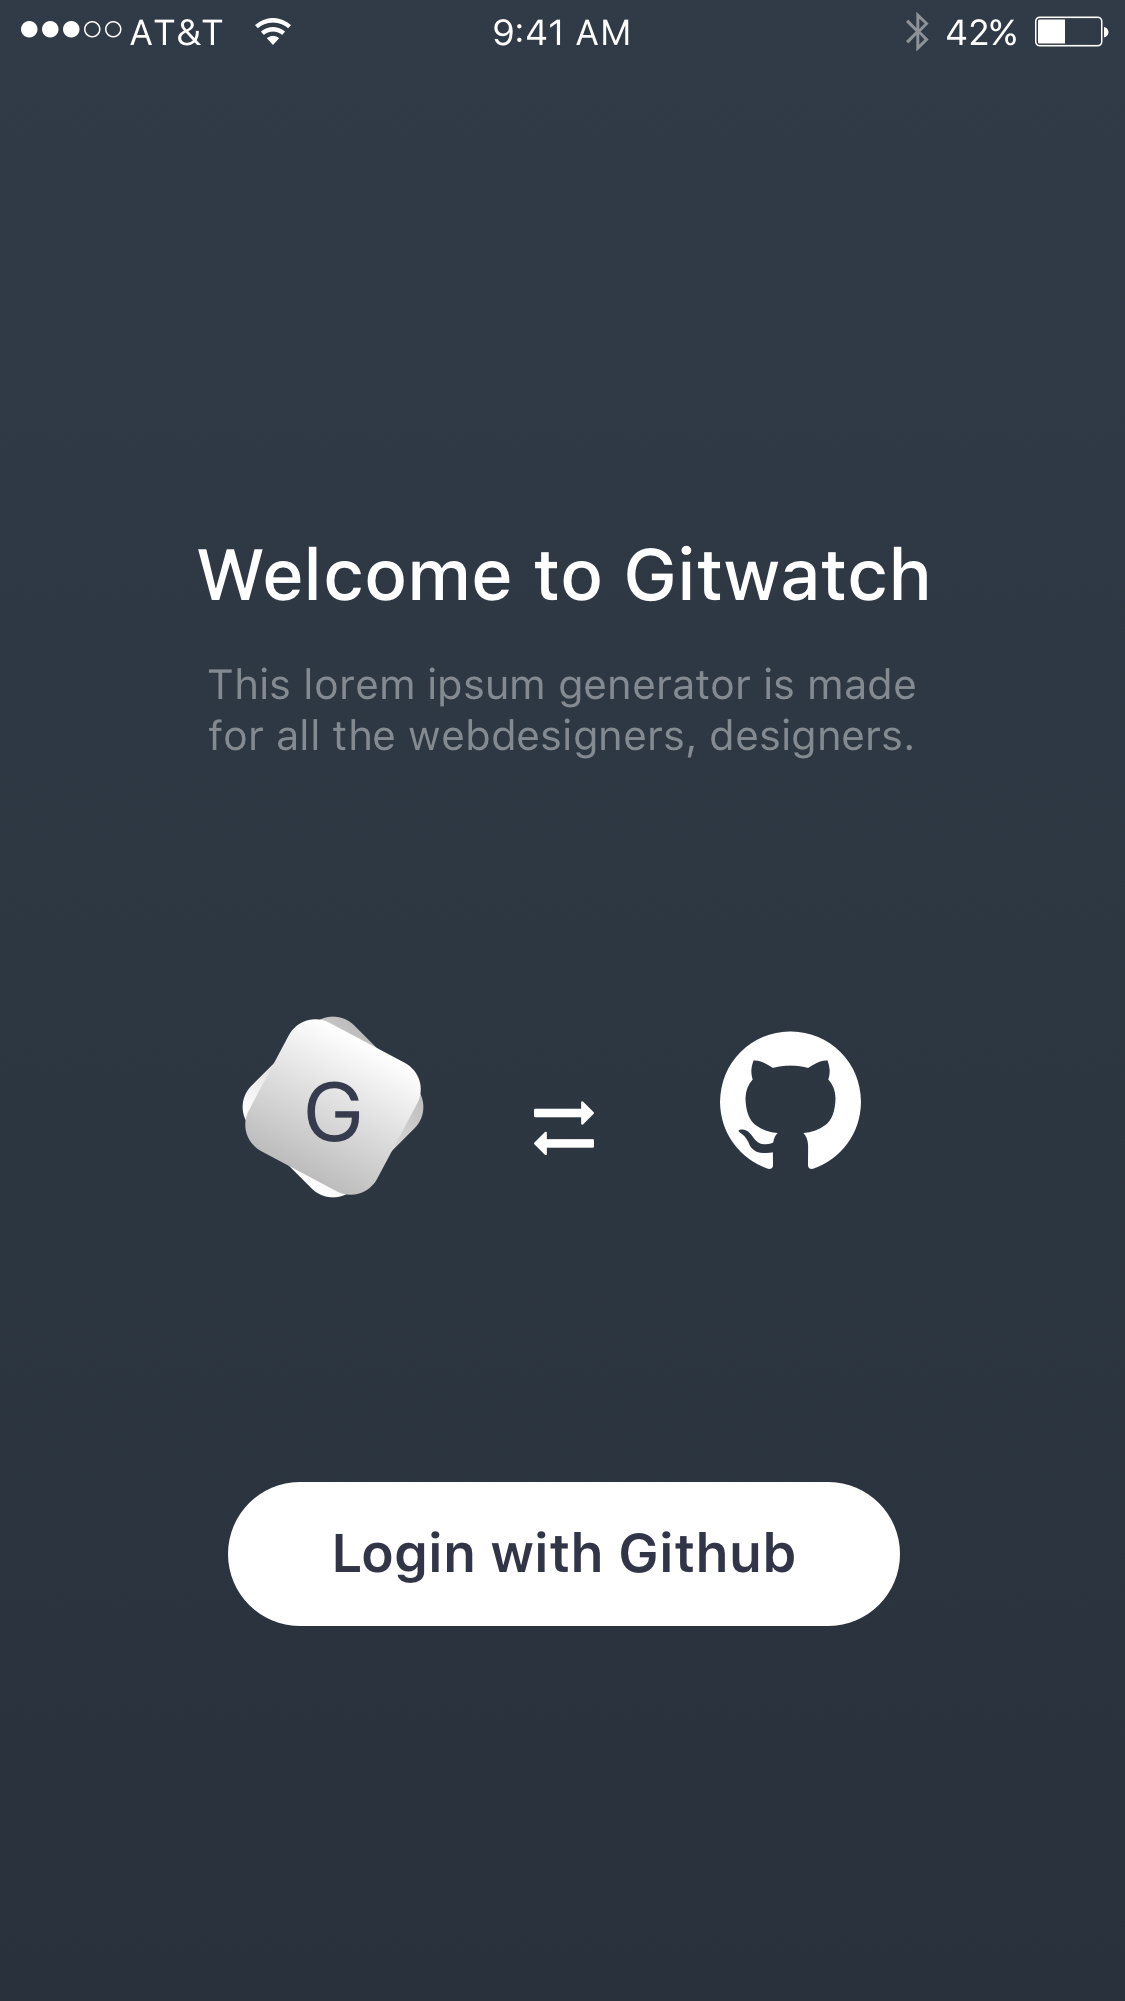 AT&T 9:41 AM 42%
Welcome to Gitwatch
This lorem ipsum generator is made
for all the webdesigners, designers.
G
Login with Github